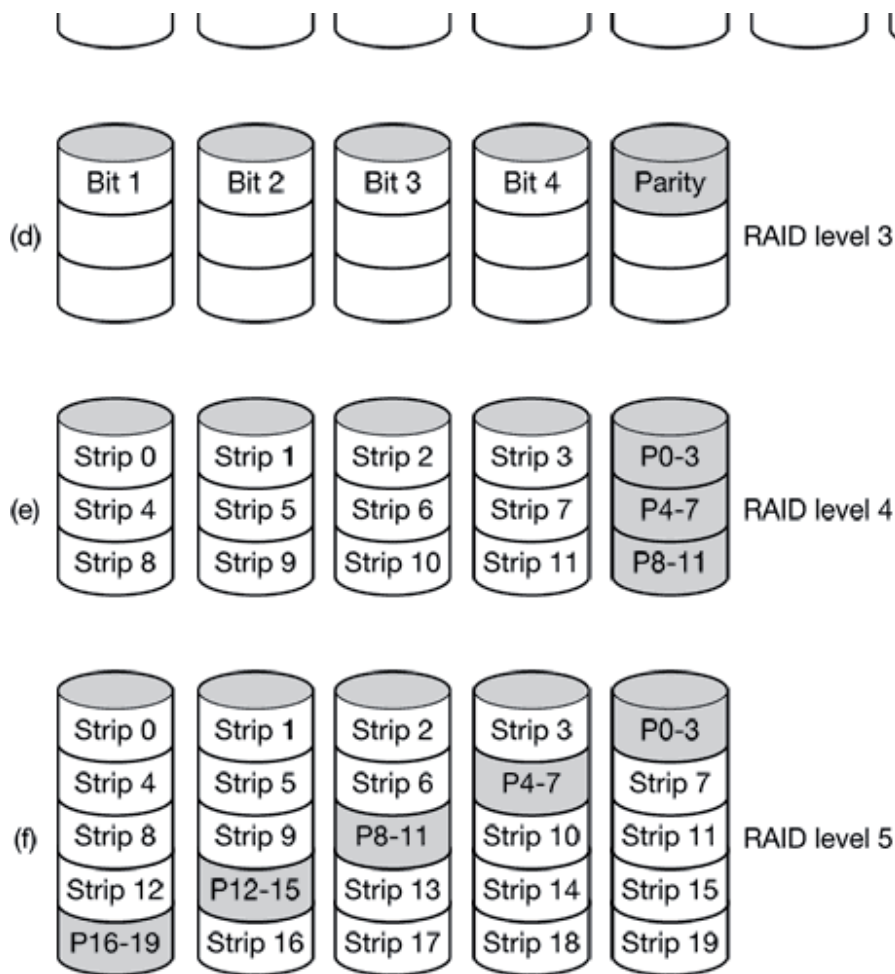 Bit 1 Bit 2 Bit 3 Bit 4 Parity
(d) RAID level 3
Strip 0 Strip 1 Strip 2 Strip 3 P0-3
(e) Strip 4 Strip 5 Strip 6 Strip 7 P4-7 RAID level 4
Strip 8 Strip 9 Strip 10 Strip 11 P8-11
Strip 0 Strip 1 Strip 2 Strip 3 P0-3
Strip 4 Strip 5 Strip 6 P4-7 Strip 7
(f) Strip 8 Strip 9 P8-11 Strip 10 Strip 11 RAID level 5
Strip 12 P12-15 Strip 13 Strip 14 Strip 15
P16-19 Strip 16 Strip 17 Strip 18 Strip 19